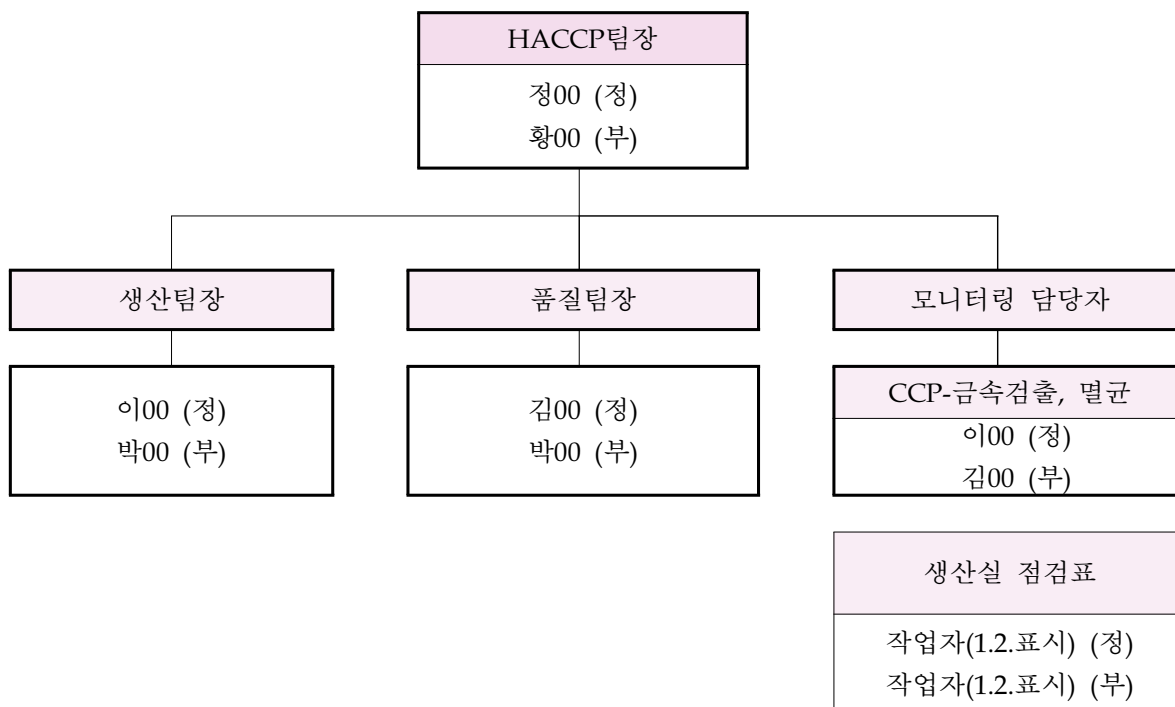 HACCP팀장
정00 (정)
황00 (부)
생산팀장
이00 (정)
박00 (부)
품질팀장
김00 (정)
박00 (부)
모니터링 담당자
CCP-금속검출, 멸균
이00 (정)
김00 (부)
생산실 점검표
작업자(1.2.표시) (정)
작업자(1.2.표시) (부)